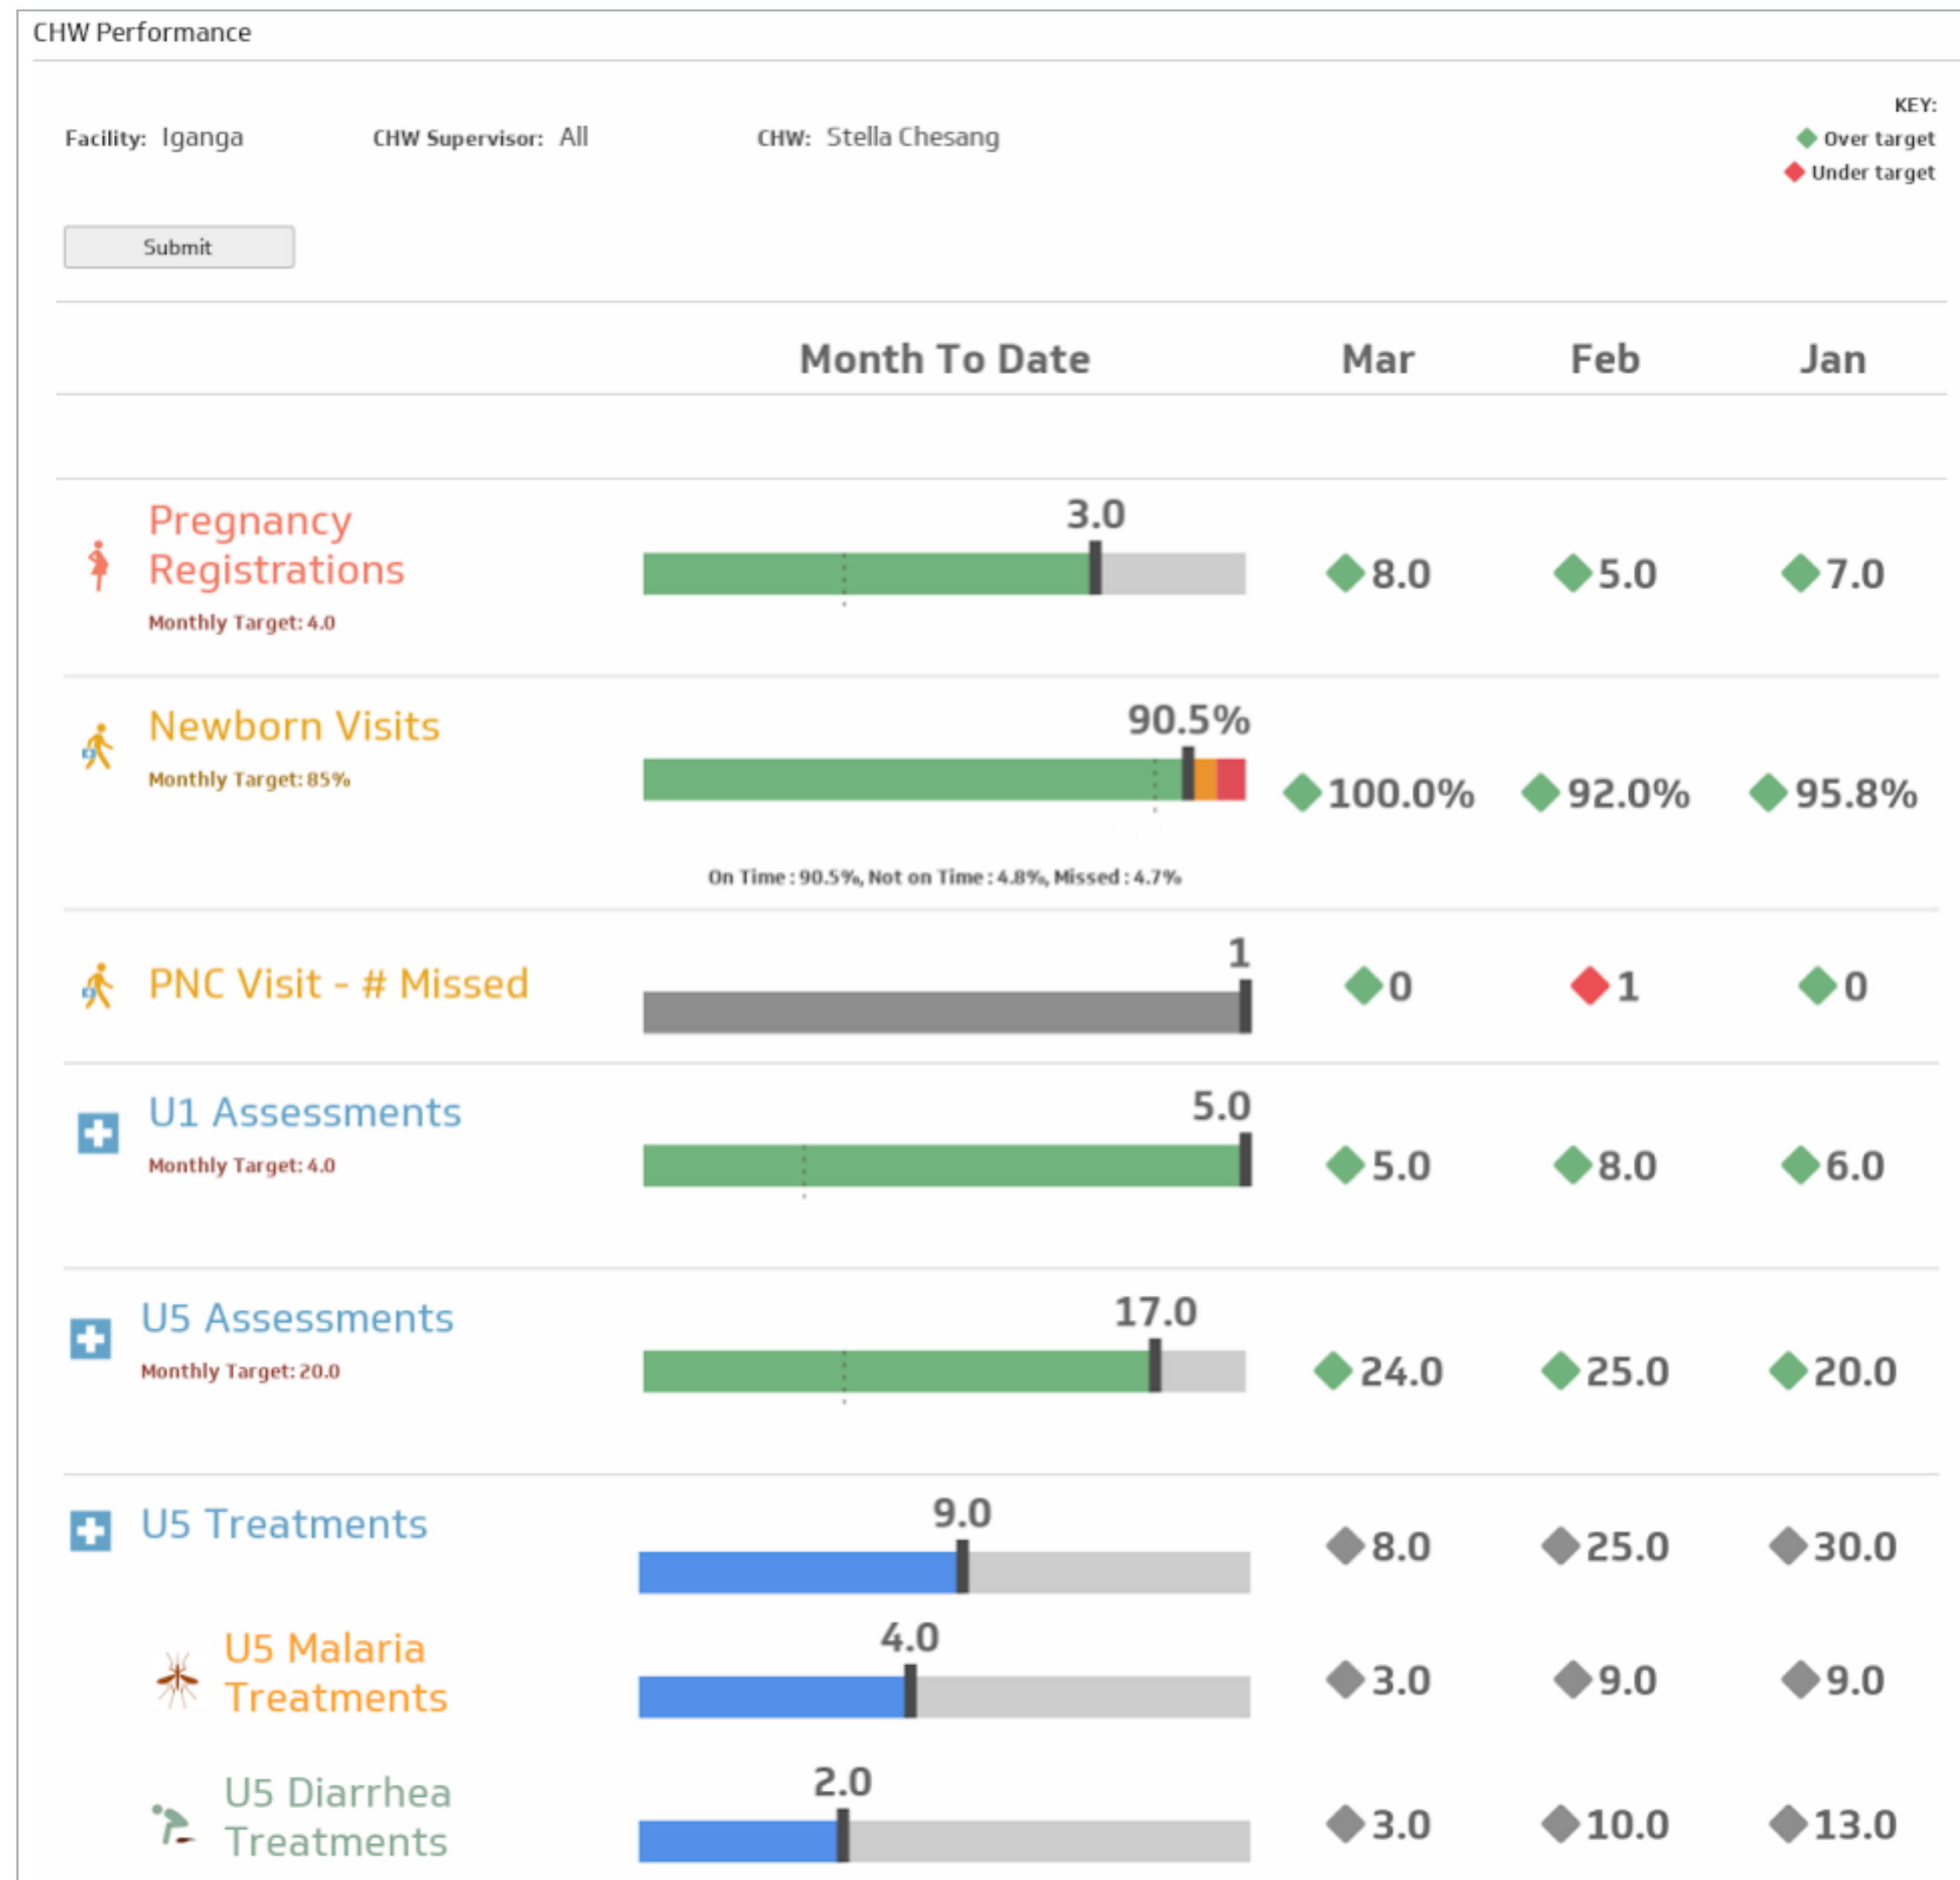 CHW Performance
KEY:
Facility: Iganga CHW Supervisor: All CHW: Stella Chesang Over target
Under target
Submit
Month To Date Mar Feb Jan
Pregnancy
Registrations
Monthly Target: 4.0
3.0
8.0 5.0 7.0
Newborn Visits
Monthly Target: 85%
90.5%
100.0% 92.0% 95.8%
On Time : 90.5%, Not on Time : 4.8%, Missed : 4.7%
PNC Visit - # Missed
1
0 1 0
U1 Assessments
Monthly Target: 4.0
5.0
5.0 8.0 6.0
U5 Assessments
Monthly Target: 20.0
17.0
24.0 25.0 20.0
U5 Treatments
9.0
8.0 25.0 30.0
U5 Malaria
Treatments
4.0
3.0 9.0 9.0
U5 Diarrhea
Treatments
2.0
3.0 10.0 13.0